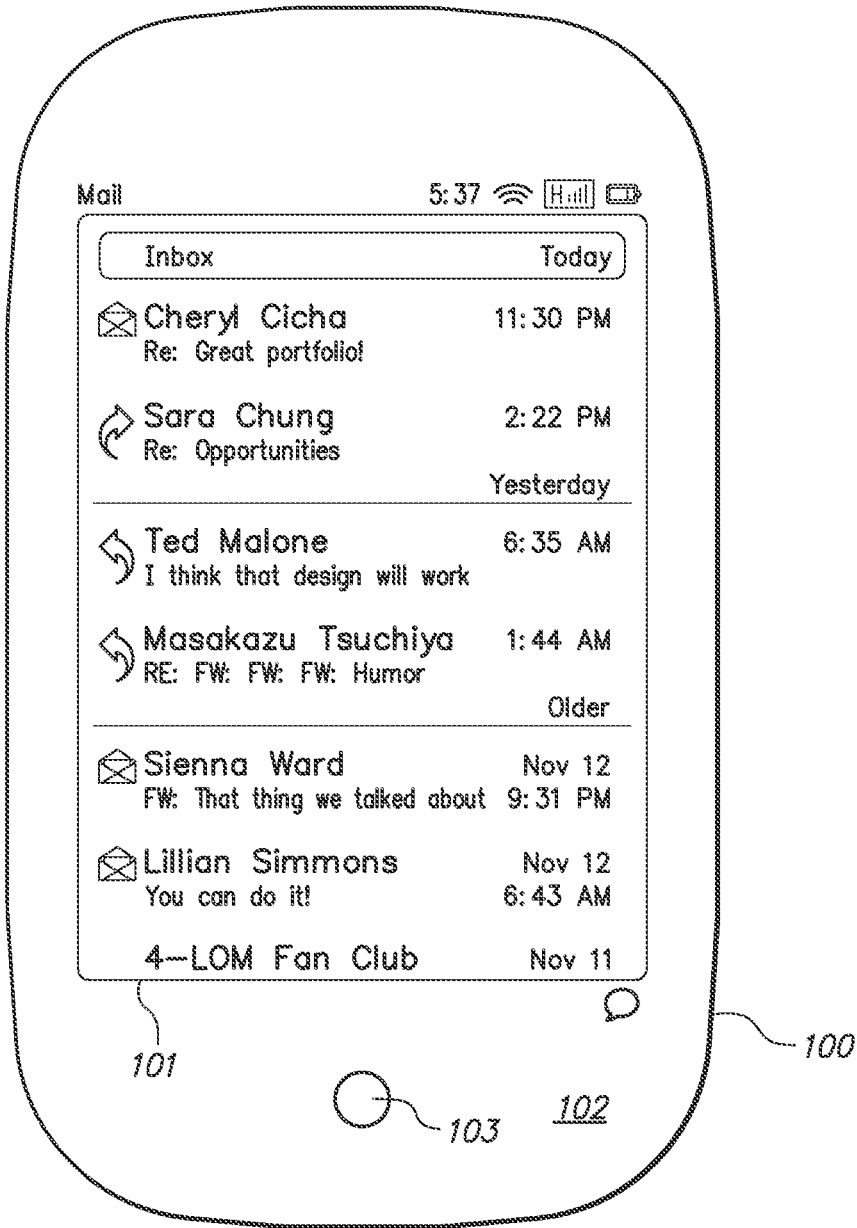 Mail 5:37 H
Inbox Today
Cheryl Cicha 11:30 PM
Re: Great portfolio!
Sara Chung 2:22 PM
Re: Opportunities
Yesterday
Ted Malone 6:35 AM
I think that design will work
Masakazu Tsuchiya 1:44 AM
RE: FW: FW: FW: Humor
Older
Sienna Ward Nov 12
FW: That thing we talked about 9:31 PM
Lillian Simmons Nov 12
You can do it! 6:43 AM
4-LOM Fan Club Nov 11
101
100
103
102